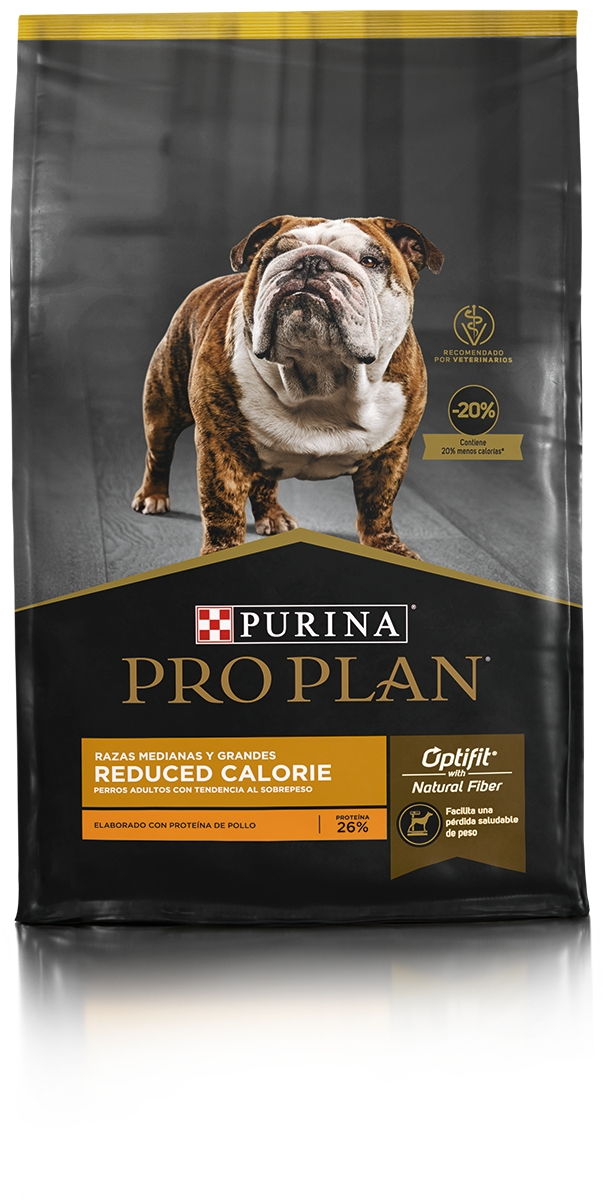 RECOMENDADO
POR VETERINARIOS
-20%
Contiene
20% menos calorías*
PURINA®
PRO PLAN®
RAZAS MEDIANAS Y GRANDES
REDUCED CALORIE
PERROS ADULTOS CON TENDENCIA AL SOBREPESO
ELABORADO CON PROTEÍNA DE POLLO
PROTEÍNA
26%
Optifit®
with
Natural Fiber
Facilita una
pérdida saludable
de peso